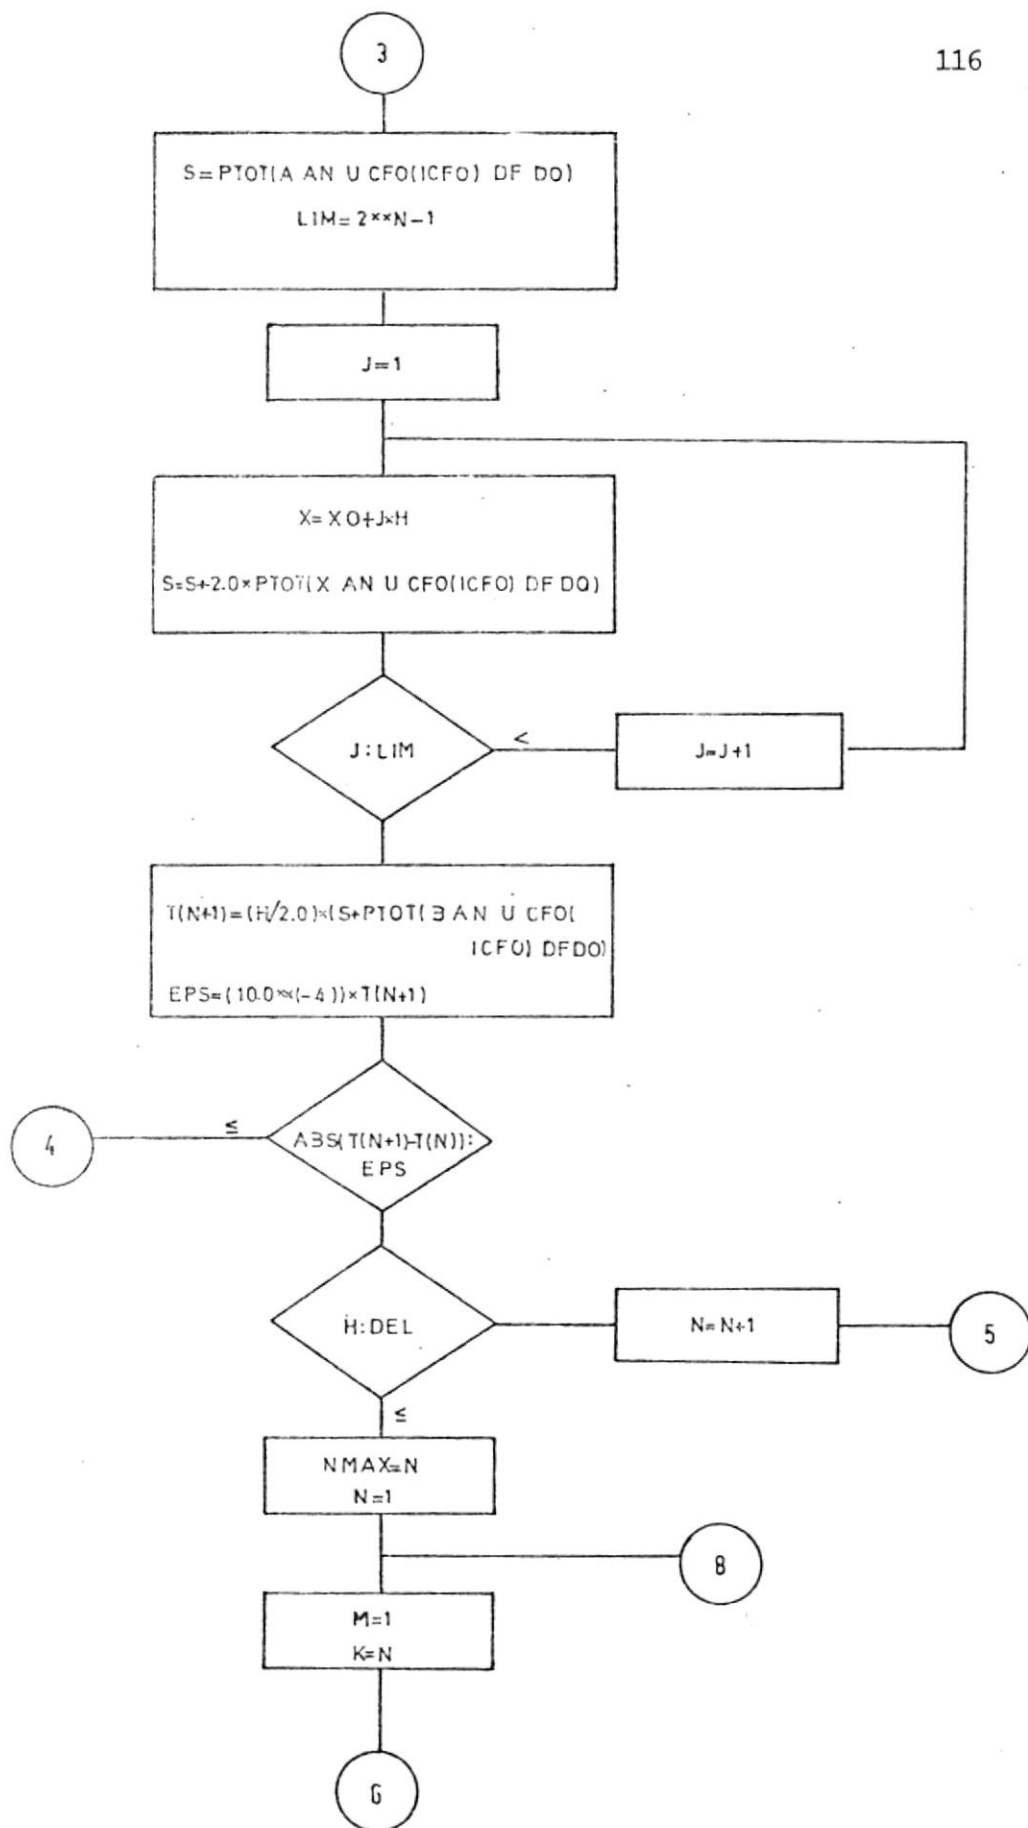 116
3
S=PTOT(A AN U CFO(ICFO) DF DO)
LIM=2**N-1
J=1
X=XO+J*H
S=S+2.0*PTOT(X AN U CFO(ICFO) DF DO)
J:LIM
<
J=J+1
T(N+1)=(H/2.0)*(S+PTOT(B AN U CFO(
ICFO) DFDO)
EPS=(10.0**(-4))*T(N+1)
4
≤
ABS(T(N+1)-T(N)):
EPS
H:DEL
N=N+1
5
≤
NMAX=N
N=1
8
M=1
K=N
6